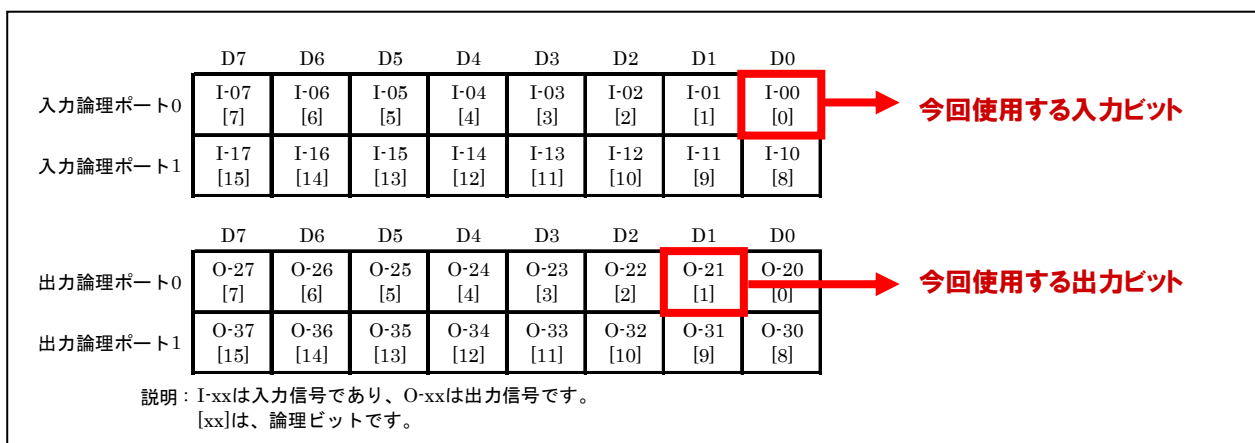 D7 D6 D5 D4 D3 D2 D1 D0
入力論理ポート0 I-07 I-06 I-05 I-04 I-03 I-02 I-01 I-00
[7] [6] [5] [4] [3] [2] [1] [0]
今回使用する入力ビット
入力論理ポート1 I-17 I-16 I-15 I-14 I-13 I-12 I-11 I-10
[15] [14] [13] [12] [11] [10] [9] [8]
D7 D6 D5 D4 D3 D2 D1 D0
出力論理ポート0 O-27 O-26 O-25 O-24 O-23 O-22 O-21 O-20
[7] [6] [5] [4] [3] [2] [1] [0]
今回使用する出力ビット
出力論理ポート1 O-37 O-36 O-35 O-34 O-33 O-32 O-31 O-30
[15] [14] [13] [12] [11] [10] [9] [8]
説明：I-xxは入力信号であり、O-xxは出力信号です。
[xx]は、論理ビットです。